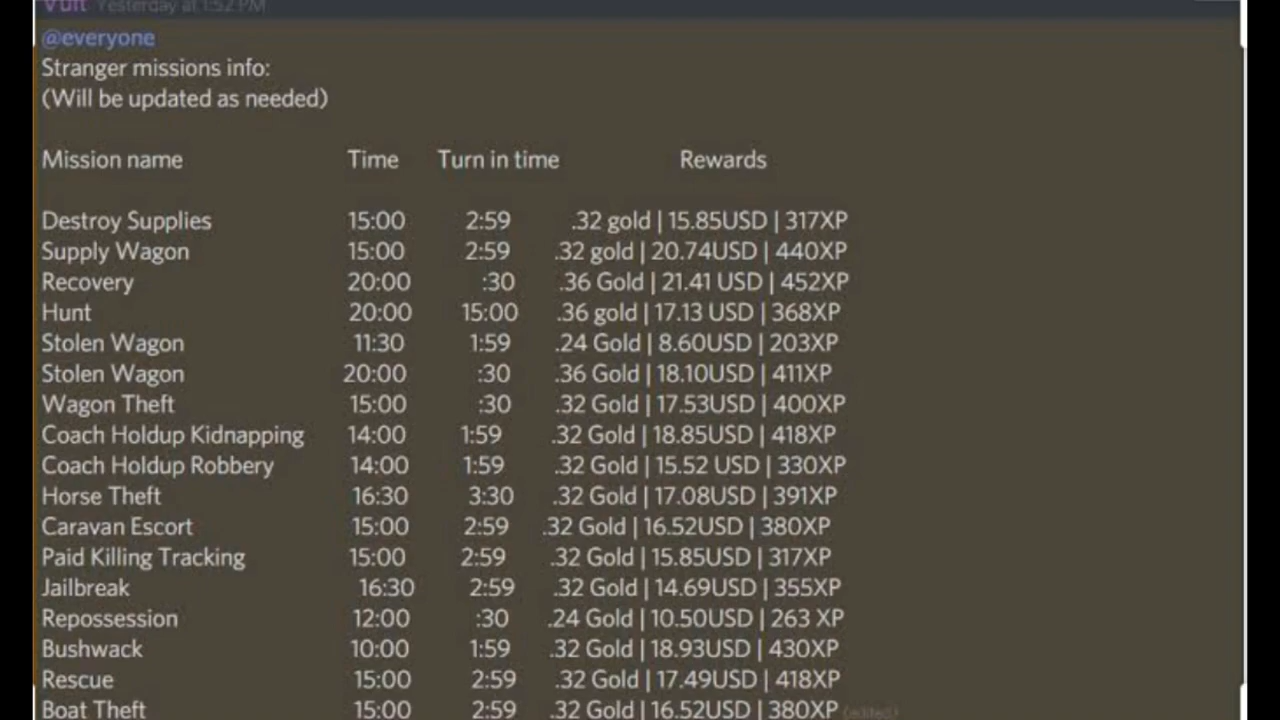 Yesterday at 1:52 PM
@everyone
Stranger missions info:
(Will be updated as needed)
Mission name Time Turn in time Rewards
Destroy Supplies 15:00 2:59 .32 gold | 15.85USD | 317XP
Supply Wagon 15:00 2:59 .32 gold | 20.74USD | 440XP
Recovery 20:00 :30 .36 Gold | 21.41 USD | 452XP
Hunt 20:00 15:00 .36 gold | 17.13 USD | 368XP
Stolen Wagon 11:30 1:59 .24 Gold | 8.60USD | 203XP
Stolen Wagon 20:00 :30 .36 Gold | 18.10USD | 411XP
Wagon Theft 15:00 :30 .32 Gold | 17.53USD | 400XP
Coach Holdup Kidnapping 14:00 1:59 .32 Gold | 18.85USD | 418XP
Coach Holdup Robbery 14:00 1:59 .32 Gold | 15.52 USD | 330XP
Horse Theft 16:30 3:30 .32 Gold | 17.08USD | 391XP
Caravan Escort 15:00 2:59 .32 Gold | 16.52USD | 380XP
Paid Killing Tracking 15:00 2:59 .32 Gold | 15.85USD | 317XP
Jailbreak 16:30 2:59 .32 Gold | 14.69USD | 355XP
Repossession 12:00 :30 .24 Gold | 10.50USD | 263 XP
Bushwack 10:00 1:59 .32 Gold | 18.93USD | 430XP
Rescue 15:00 2:59 .32 Gold | 17.49USD | 418XP
Boat Theft 15:00 2:59 .32 Gold | 16.52USD | 380XP (edited)